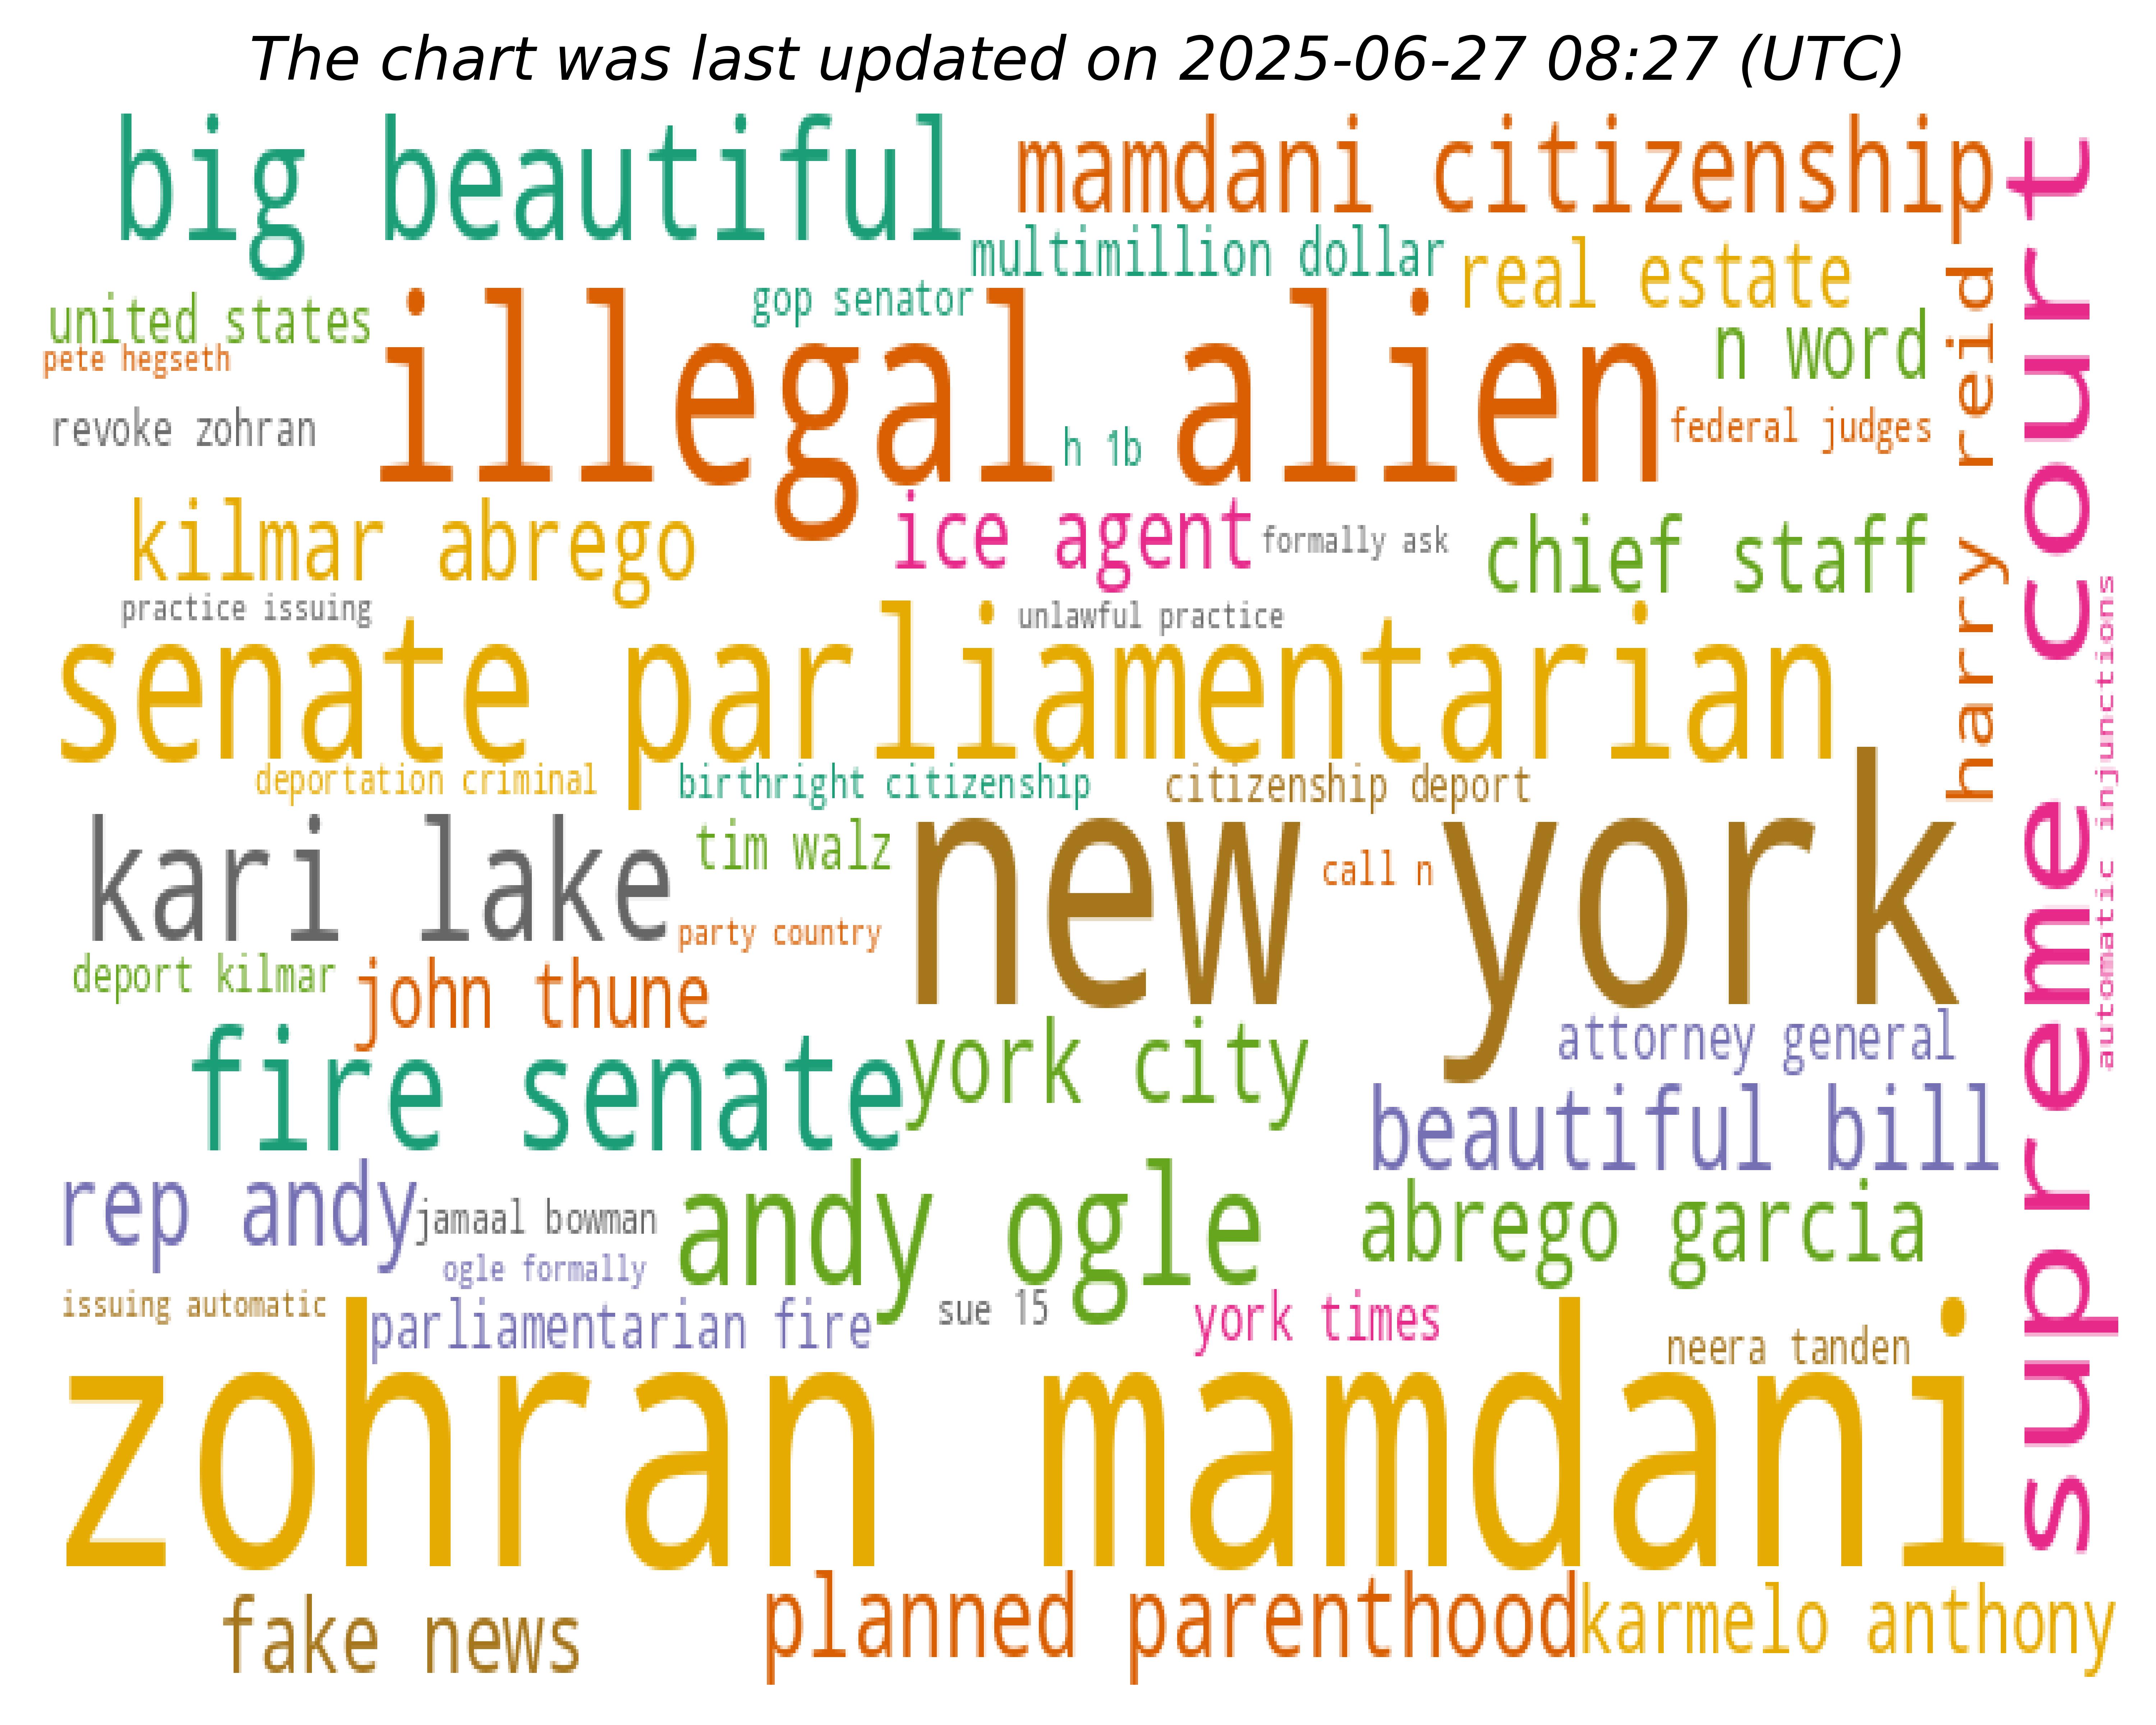 The chart was last updated on 2025-06-27 08:27 (UTC)
big beautiful
mamdani citizenship
multimillion dollar
real estate
united states
gop senator
n word
pete hegseth
illegal alien
revoke zohran
h 1b
federal judges
harry reid
supreme court
kilmar abrego
ice agent
formally ask
chief staff
practice issuing
unlawful practice
senate parliamentarian
automatic injunctions
deportation criminal
birthright citizenship
citizenship deport
kari lake
tim walz
new york
call n
party country
deport kilmar
john thune
fire senate
york city
attorney general
beautiful bill
rep andy
jamaal bowman
andy ogle
abrego garcia
ogle formally
issuing automatic
parliamentarian fire
sue 15
york times
neera tanden
zohran mamdani
fake news
planned parenthood
karmelo anthony